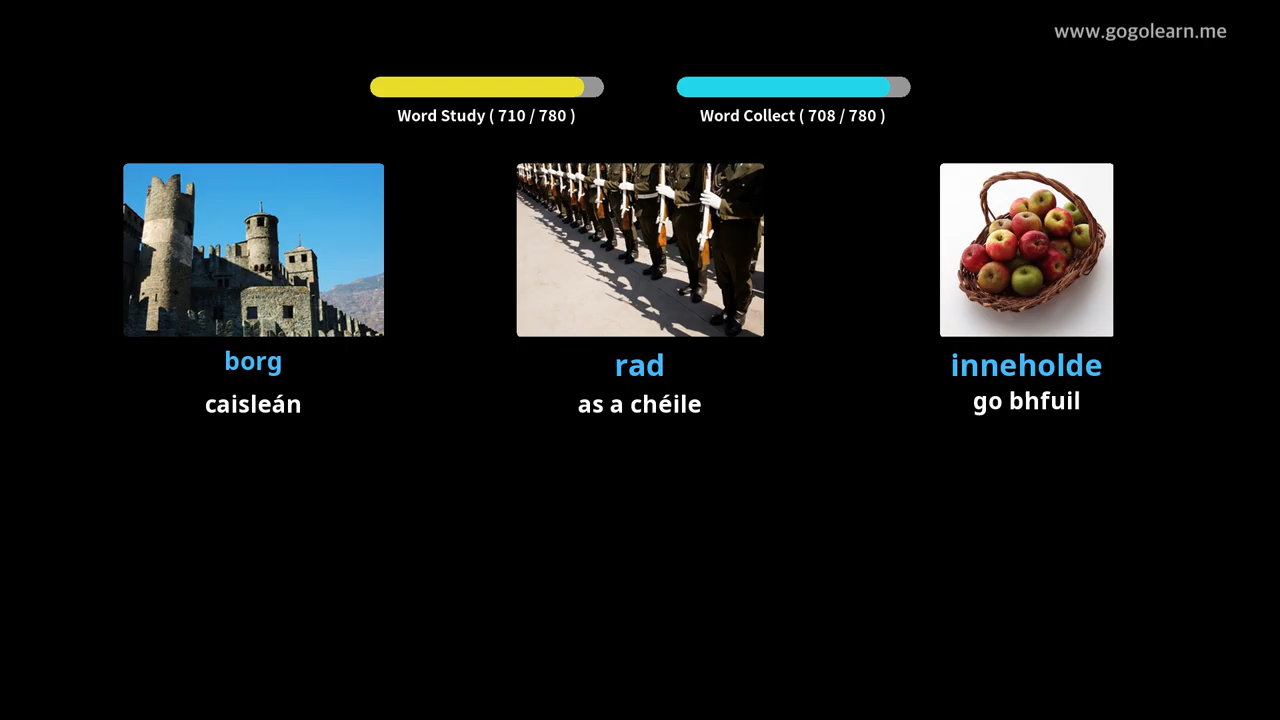 www.gogolearn.me
Word Study ( 710 / 780 )
Word Collect ( 708 / 780 )
borg
caisleán
rad
as a chéile
inneholde
go bhfuil